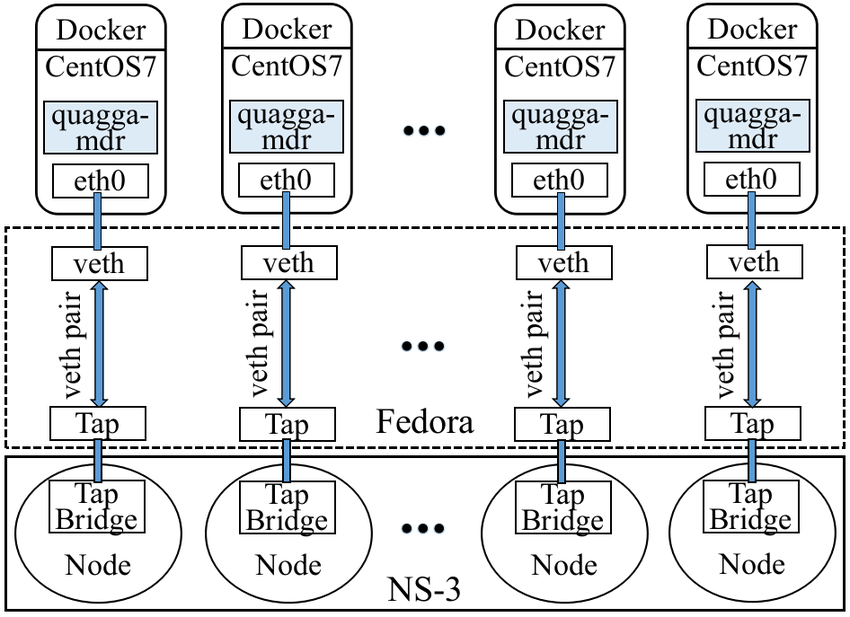 Docker Docker Docker Docker
CentOS7 CentOS7 ... CentOS7 CentOS7
quagga- quagga- quagga- quagga-
mdr mdr mdr mdr
eth0 eth0 eth0 eth0
veth veth veth veth
veth pair veth pair ... veth pair veth pair
Tap Tap Fedora Tap Tap
Tap Tap Tap Tap
Bridge Bridge ... Bridge Bridge
Node Node Node Node
NS-3